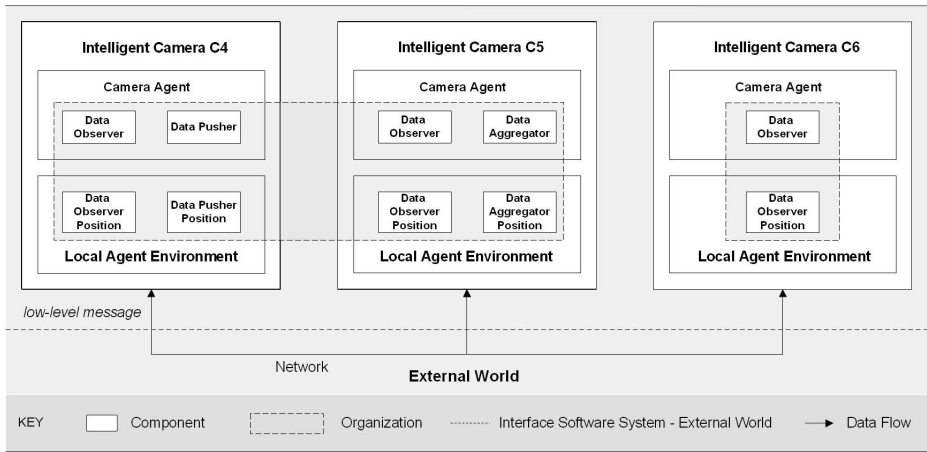 Intelligent Camera C4
Intelligent Camera C5
Intelligent Camera C6
Camera Agent
Camera Agent
Camera Agent
Data
Observer
Data Pusher
Data
Observer
Data
Aggregator
Data
Observer
Data
Observer
Position
Data Pusher
Position
Data
Observer
Position
Data
Aggregator
Position
Data
Observer
Position
Local Agent Environment
Local Agent Environment
Local Agent Environment
low-level message
Network
External World
KEY
Component
Organization
Interface Software System - External World
Data Flow